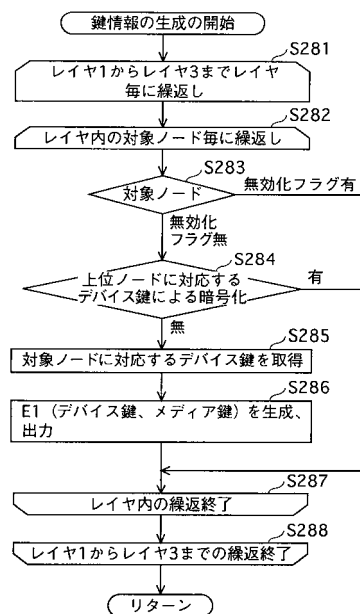 鍵情報の生成の開始
S281
レイヤ1からレイヤ3までレイヤ
毎に繰返し
S282
レイヤ内の対象ノード毎に繰返し
S283
対象ノード
無効化フラグ有
無効化
フラグ無
S284
上位ノードに対応する
デバイス鍵による暗号化
有
無
S285
対象ノードに対応するデバイス鍵を取得
S286
E1(デバイス鍵、メディア鍵)を生成、
出力
S287
レイヤ内の繰返終了
S288
レイヤ1からレイヤ3までの繰返終了
リターン